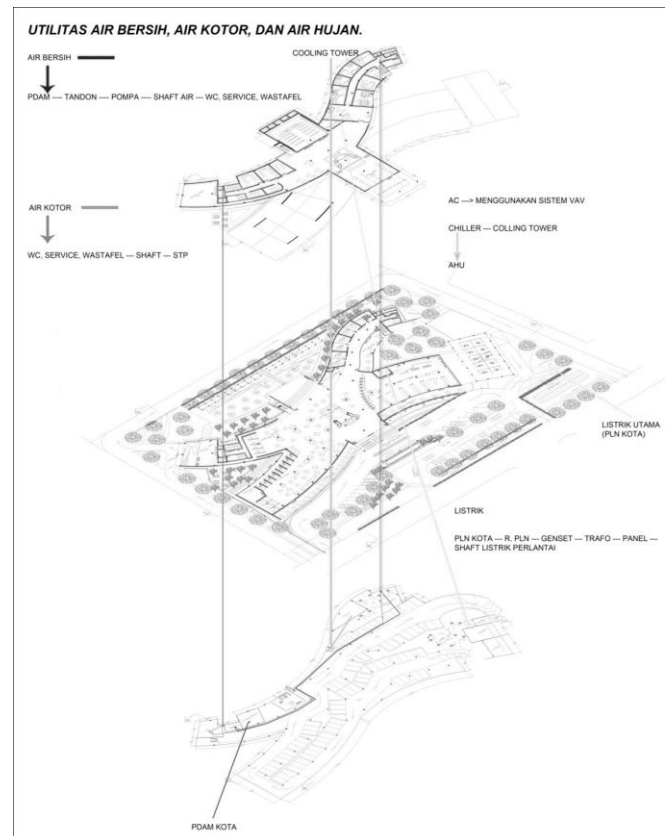 UTILITAS AIR BERSIH, AIR KOTOR, DAN AIR HUJAN.
AIR BERSIH
COOLING TOWER
PDAM ---- TANDON ---- POMPA ---- SHAFT AIR --- WC, SERVICE, WASTAFEL
AIR KOTOR
AC ---> MENGGUNAKAN SISTEM VAV
CHILLER --- COLLING TOWER
WC, SERVICE, WASTAFEL --- SHAFT --- STP
AHU
LISTRIK UTAMA
(PLN KOTA)
LISTRIK
PLN KOTA --- R. PLN --- GENSET --- TRAFO --- PANEL ---
SHAFT LISTRIK PERLANTAI
PDAM KOTA